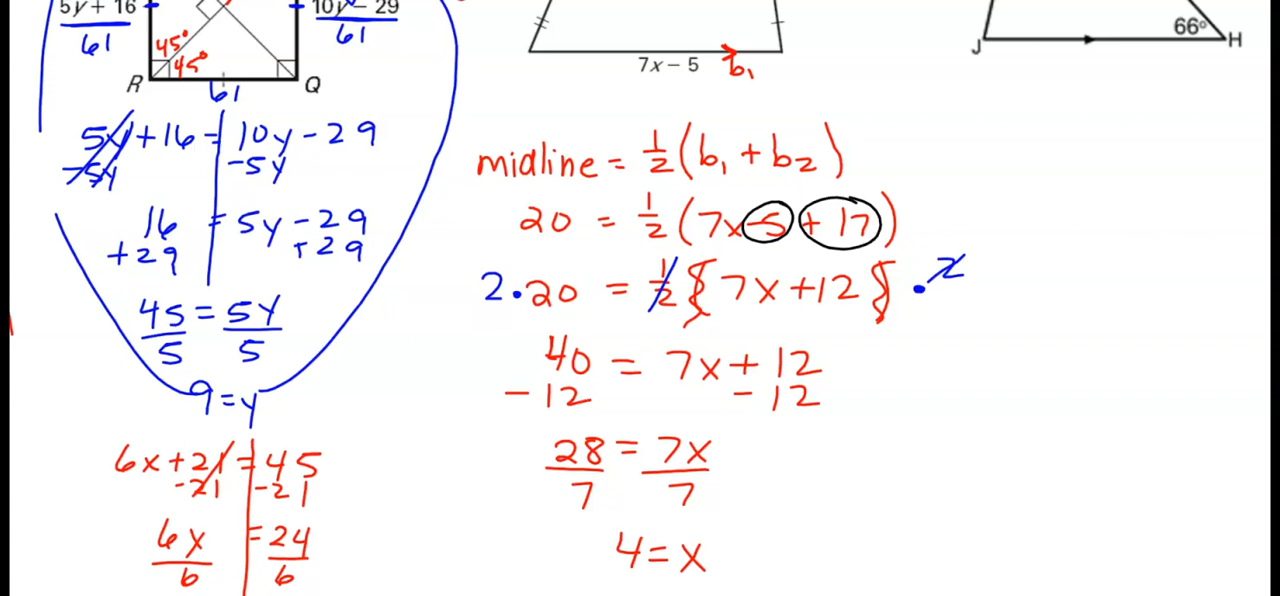 5y + 16
61
10y - 29
61
45°
45°
R
61
Q
5y + 16 = 10y - 29
-5y
-5y
16 = 5y - 29
+29
+29
45 = 5y
5
5
9 = y
6x + 21 = 45
-21
-21
6x = 24
6
6
7x – 5
b₁
midline = 1/2 (b₁ + b₂)
20 = 1/2 (7x - 5 + 17)
2 · 20 = 1/2 {7x + 12} · 2
40 = 7x + 12
- 12
- 12
28 = 7x
7
7
4 = x
66°
J
H